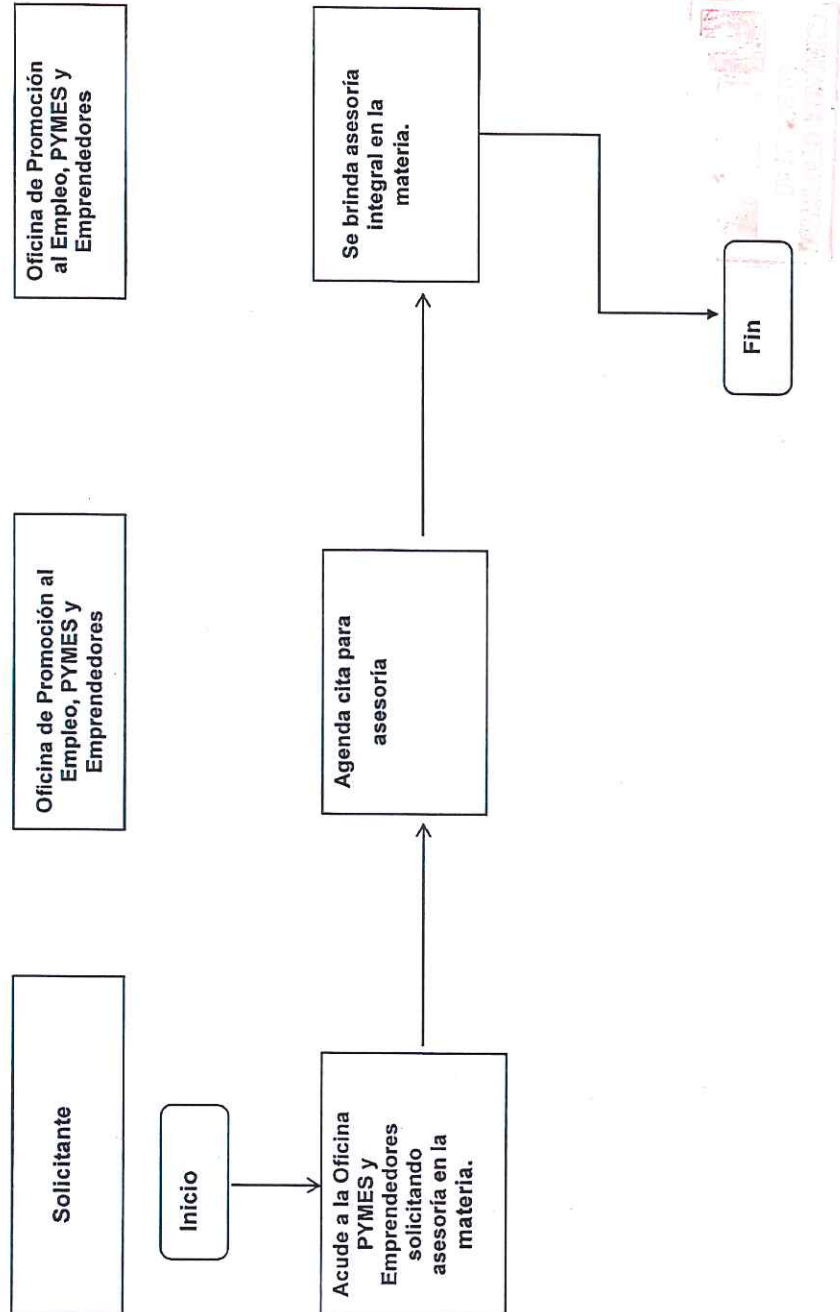 Solicitante
Oficina de Promoción al
Empleo, PYMES y
Emprendedores
Oficina de Promoción
al Empleo, PYMES y
Emprendedores
Inicio
Acude a la Oficina
PYMES y
Emprendedores
solicitando
asesoría en la
materia.
Agenda cita para
asesoría
Se brinda asesoría
integral en la
materia.
Fin